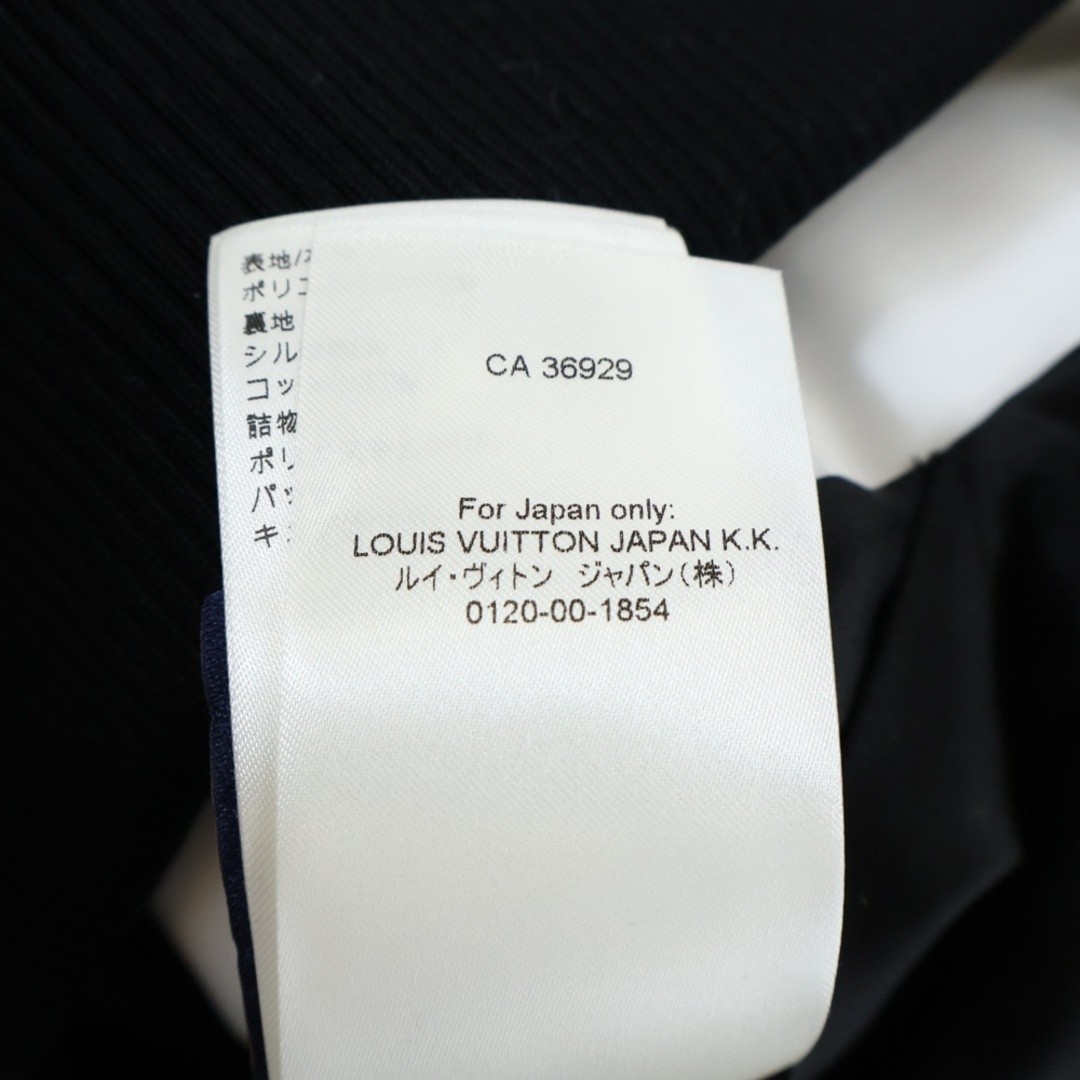 表地/
ポリエ
裏地
シル
コッ
詰物
ポリ
パッ
キ
CA 36929
For Japan only:
LOUIS VUITTON JAPAN K.K.
ルイ・ヴィトン ジャパン(株)
0120-00-1854